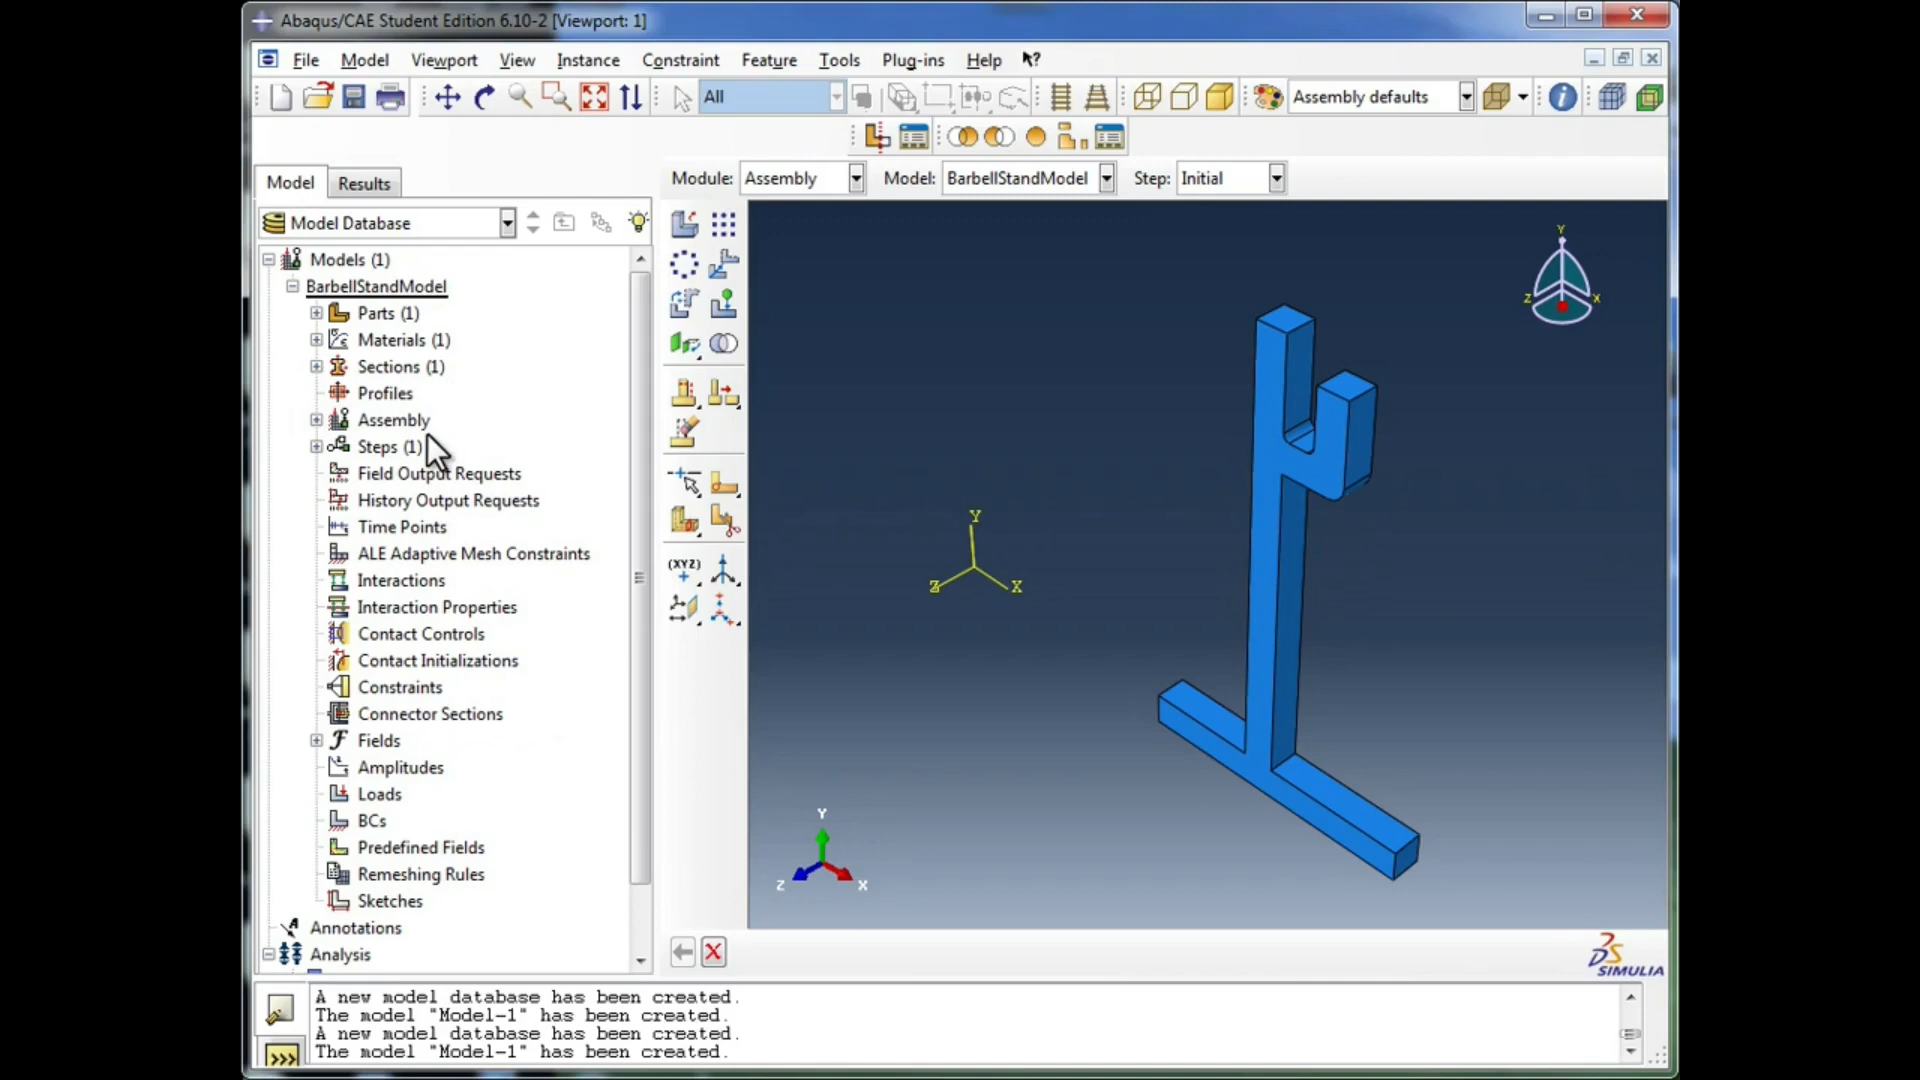 Abaqus/CAE Student Edition 6.10-2 [Viewport: 1]
File Model Viewport View Instance Constraint Feature Tools Plug-ins Help ?
All Assembly defaults
Model Results Module: Assembly Model: BarbellStandModel Step: Initial
Model Database
Models (1)
BarbellStandModel
Parts (1)
Materials (1)
Sections (1)
Profiles
Assembly
Steps (1)
Field Output Requests
History Output Requests
Time Points
ALE Adaptive Mesh Constraints
Interactions
Interaction Properties
Contact Controls
Contact Initializations
Constraints
Connector Sections
Fields
Amplitudes
Loads
BCs
Predefined Fields
Remeshing Rules
Sketches
Annotations
Analysis
(XYZ)
Y
Z X
Y
Z X
Y
Z X
SIMULIA
A new model database has been created.
The model "Model-1" has been created.
A new model database has been created.
The model "Model-1" has been created.
>>>